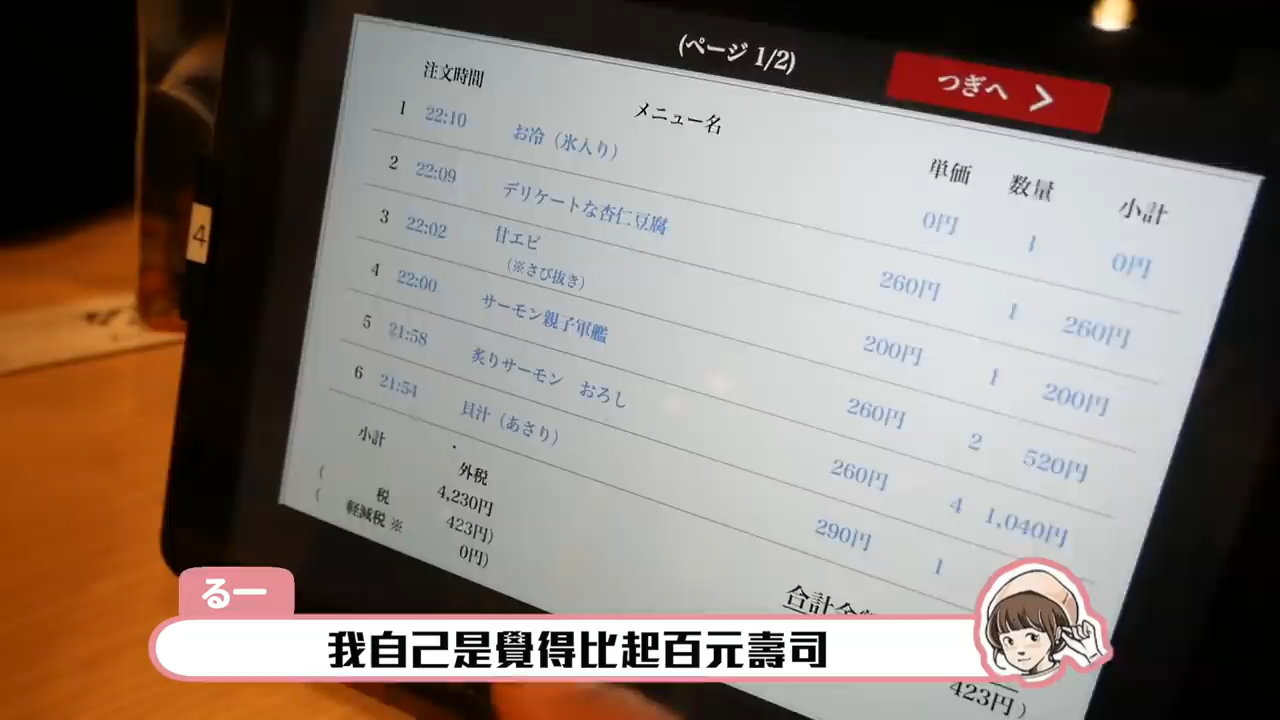 (ページ 1/2)
つぎへ
注文時間 メニュー名 単価 数量 小計
1 22:10 お冷（氷入り） 0円 1 0円
2 22:09 デリケートな杏仁豆腐 260円 1 260円
3 22:02 甘エビ 200円 1 200円
(※さび抜き)
4 22:00 サーモン親子軍艦 260円 2 520円
5 21:58 炙りサーモン おろし 260円 4 1,040円
6 21:54 貝汁（あさり） 290円 1
小計 外税
4,230円
( 税 423円)
( 軽減税 ※ 0円)
合計
423円)
4
るー
我自己是覺得比起百元壽司